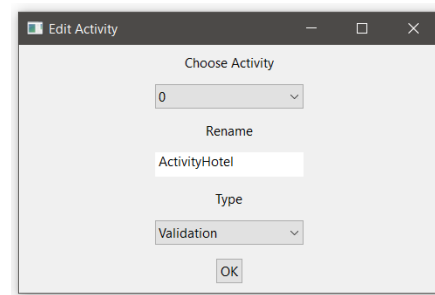 Edit Activity
Choose Activity
0
Rename
ActivityHotel
Type
Validation
OK